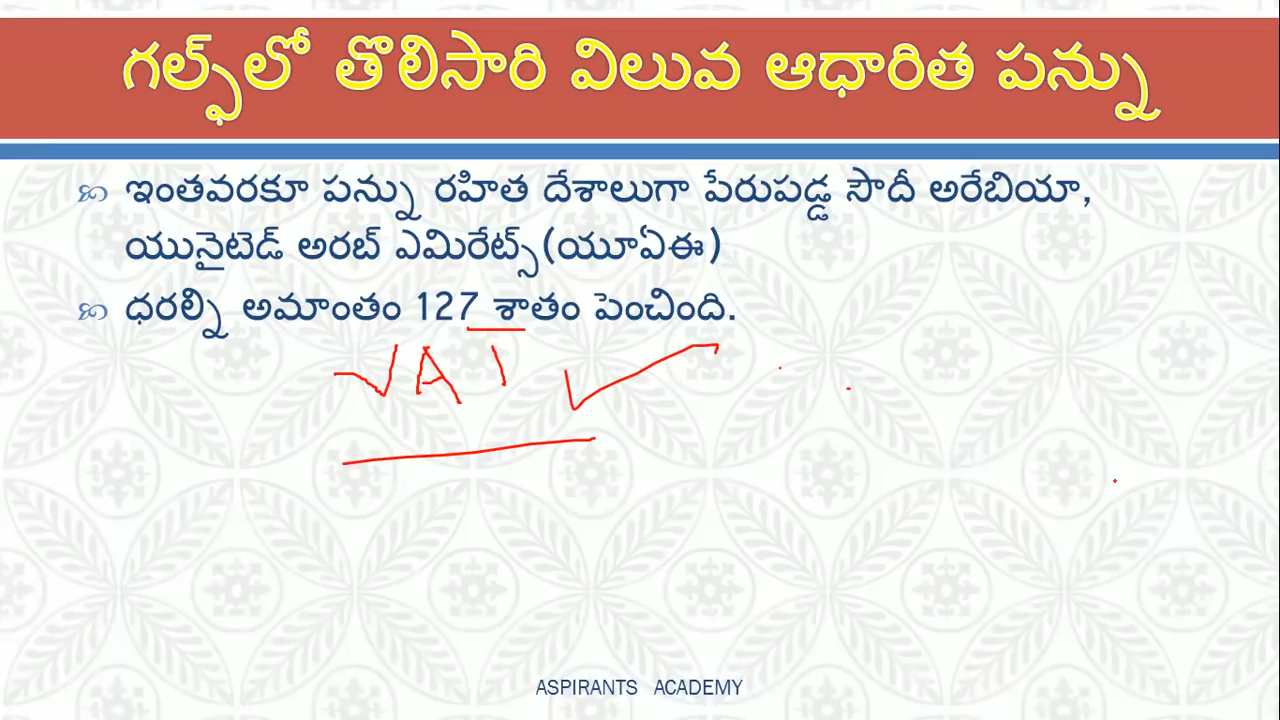 గల్ఫ్‌లో తొలిసారి విలువ ఆధారిత పన్ను
ఇంతవరకూ పన్ను రహిత దేశాలుగా పేరుపడ్డ సౌదీ అరేబియా,
యునైటెడ్ అరబ్ ఎమిరేట్స్(యూఏఈ)
ధరల్ని అమాంతం 127 శాతం పెంచింది.
VAT
ASPIRANTS ACADEMY